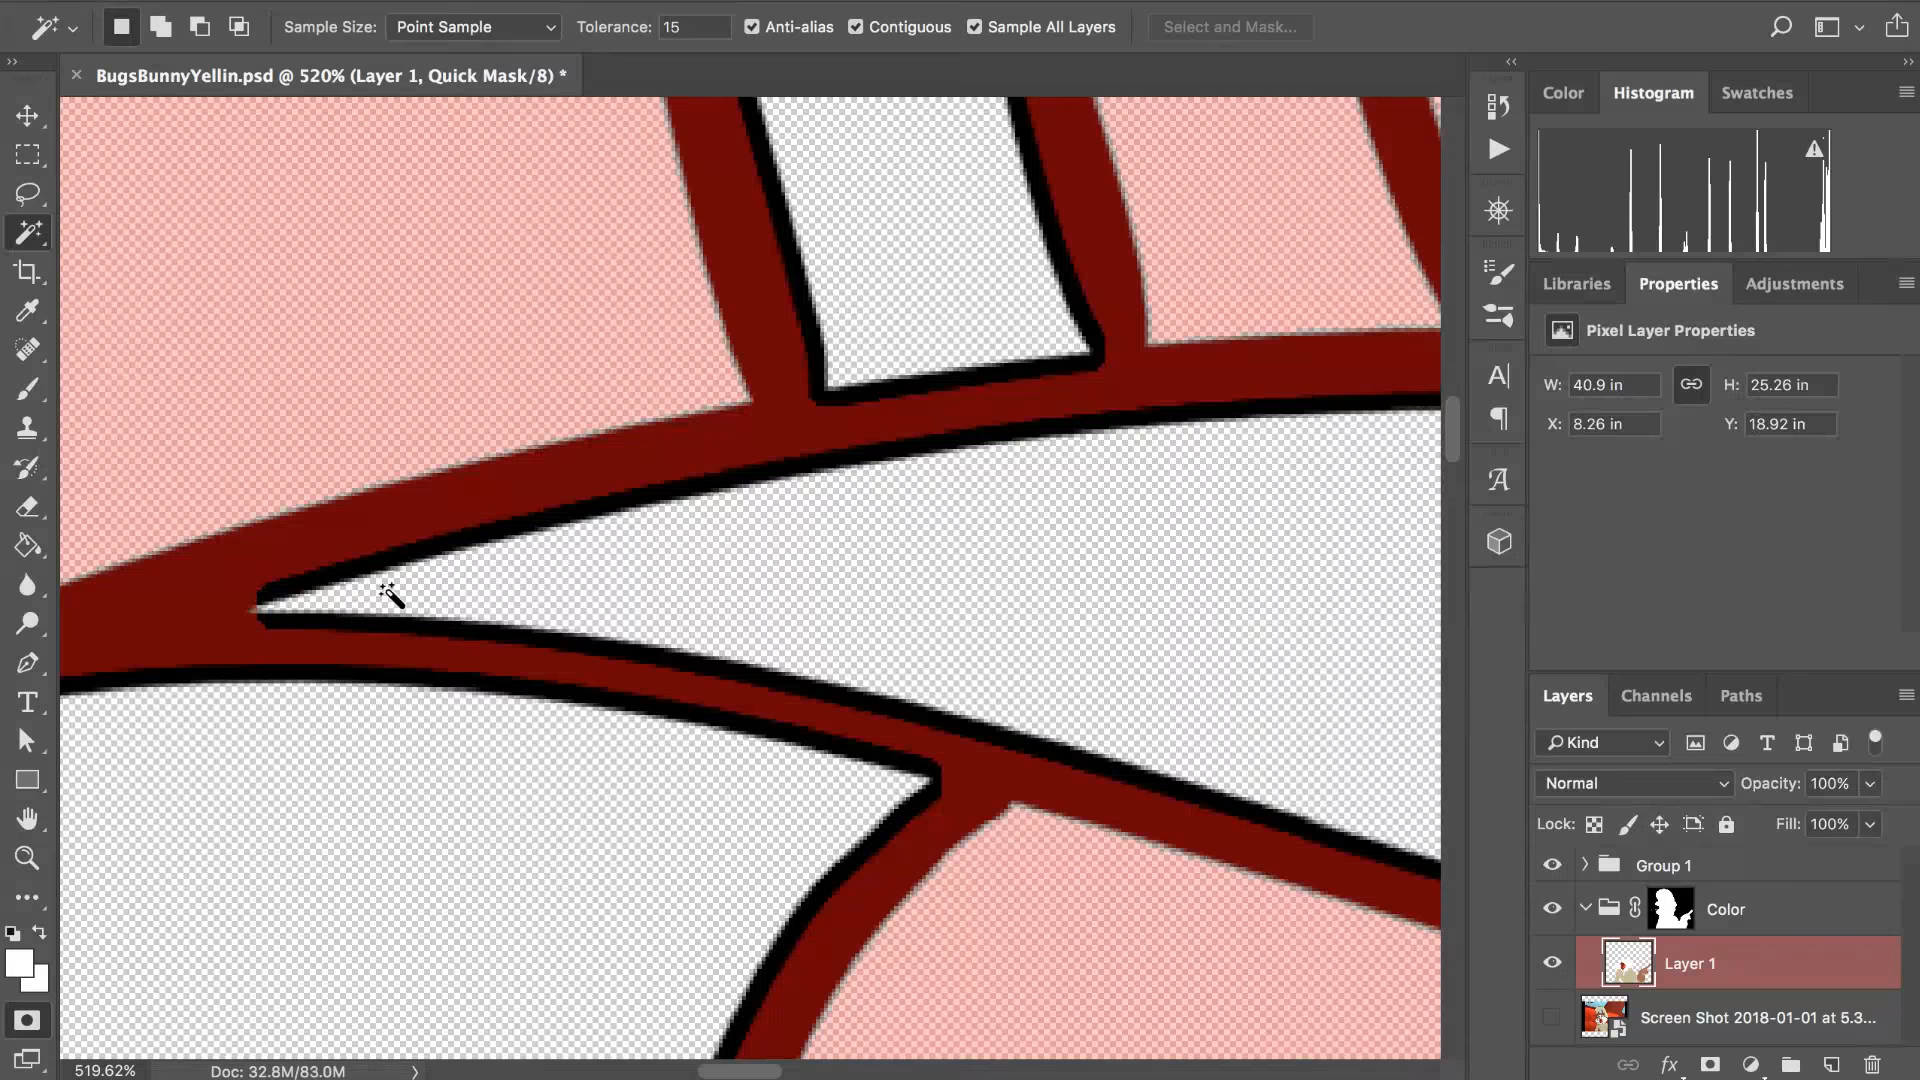 Sample Size: Point Sample Tolerance: 15 Anti-alias Contiguous Sample All Layers Select and Mask...
BugsBunnyYellin.psd @ 520% (Layer 1, Quick Mask/8) *
Color Histogram Swatches
Libraries Properties Adjustments
Pixel Layer Properties
W: 40.9 in H: 25.26 in
X: 8.26 in Y: 18.92 in
Layers Channels Paths
Kind
Normal Opacity: 100%
Lock: Fill: 100%
Group 1
Color
Layer 1
Screen Shot 2018-01-01 at 5.3...
519.62% Doc: 32.8M/83.0M